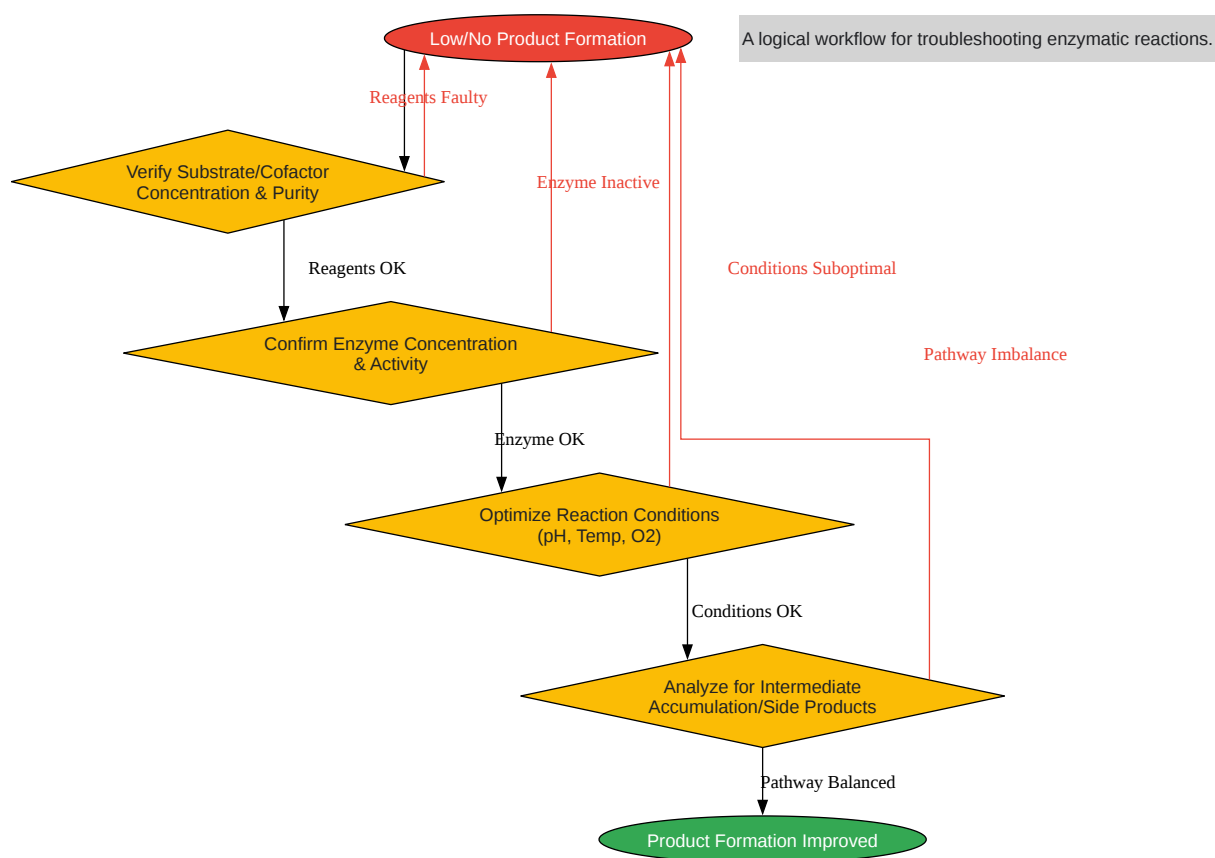 Low/No Product Formation
A logical workflow for troubleshooting enzymatic reactions.
Reagents Faulty
Verify Substrate/Cofactor
Concentration & Purity
Enzyme Inactive
Reagents OK
Conditions Suboptimal
Confirm Enzyme Concentration
& Activity
Pathway Imbalance
Enzyme OK
Optimize Reaction Conditions
(pH, Temp, O2)
Conditions OK
Analyze for Intermediate
Accumulation/Side Products
Pathway Balanced
Product Formation Improved